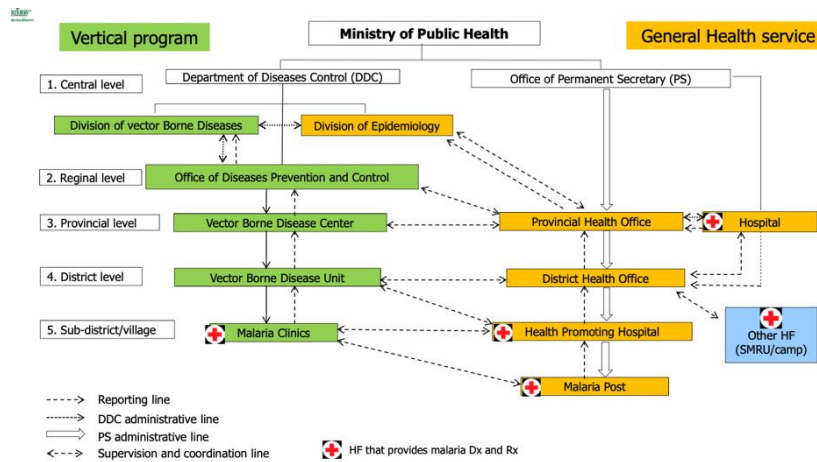 Vertical program
Ministry of Public Health
General Health service
1. Central level
Department of Diseases Control (DDC)
Office of Permanent Secretary (PS)
Division of vector Borne Diseases
Division of Epidemiology
2. Reginal level
Office of Diseases Prevention and Control
3. Provincial level
Vector Borne Disease Center
Provincial Health Office
Hospital
4. District level
Vector Borne Disease Unit
District Health Office
5. Sub-district/village
Malaria Clinics
Health Promoting Hospital
Other HF
(SMRU/camp)
Malaria Post
Reporting line
DDC administrative line
PS administrative line
Supervision and coordination line
HF that provides malaria Dx and Rx